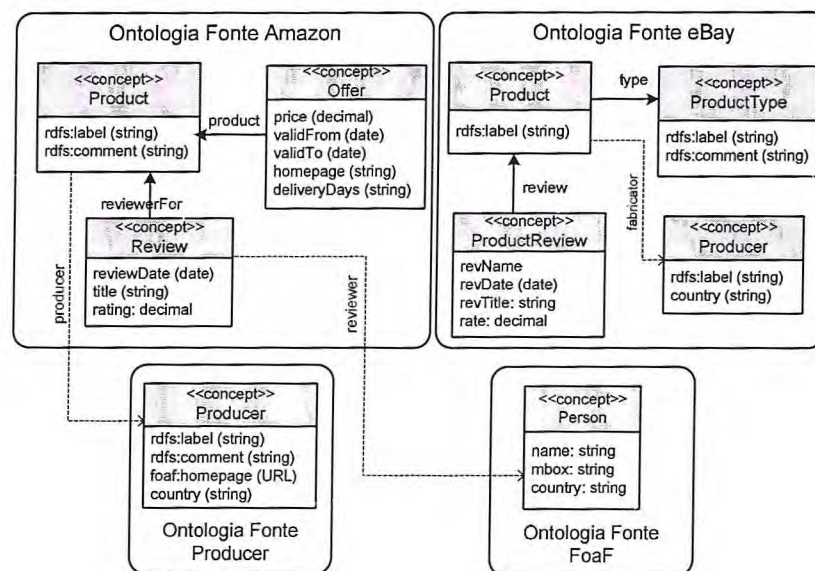 Ontologia Fonte Amazon
<<concept>>
Product
rdfs:label (string)
rdfs:comment (string)
product
<<concept>>
Offer
price (decimal)
validFrom (date)
validTo (date)
homepage (string)
deliveryDays (string)
reviewerFor
<<concept>>
Review
reviewDate (date)
title (string)
rating: decimal
producer
reviewer
Ontologia Fonte eBay
<<concept>>
Product
rdfs:label (string)
type
<<concept>>
ProductType
rdfs:label (string)
rdfs:comment (string)
review
fabricator
<<concept>>
ProductReview
revName
revDate (date)
revTitle: string
rate: decimal
<<concept>>
Producer
rdfs:label (string)
country (string)
<<concept>>
Producer
rdfs:label (string)
rdfs:comment (string)
foaf:homepage (URL)
country (string)
Ontologia Fonte
Producer
<<concept>>
Person
name: string
mbox: string
country: string
Ontologia Fonte
FoaF